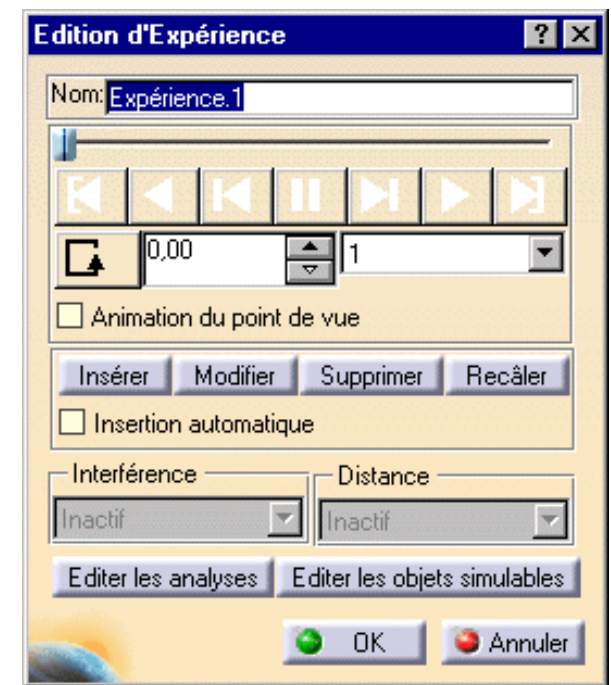 Edition d'Expérience
Nom: Expérience.1
0,00 1
Animation du point de vue
Insérer Modifier Supprimer Recâler
Insertion automatique
Interférence Distance
Inactif Inactif
Editer les analyses Editer les objets simulables
OK Annuler